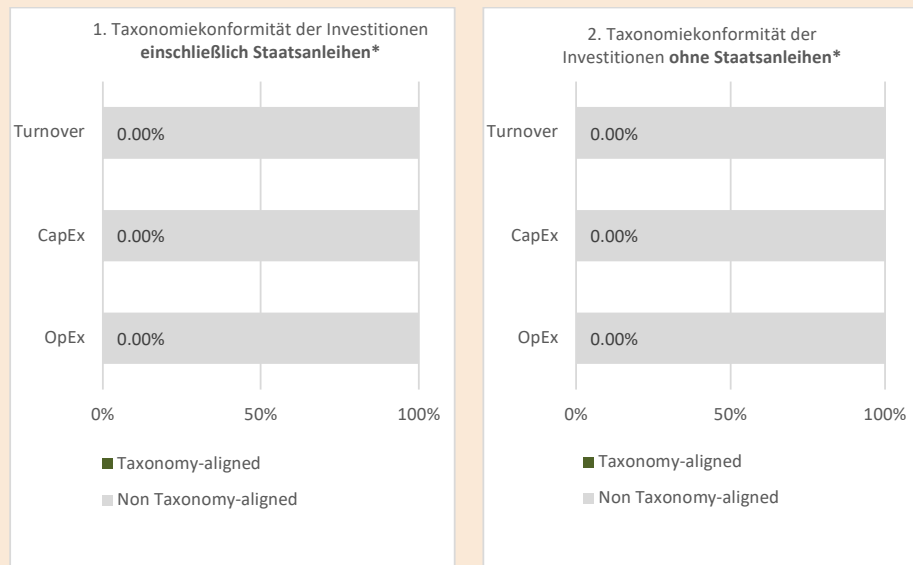 1. Taxonomiekonformität der Investitionen
einschließlich Staatsanleihen*
Turnover
0.00%
CapEx
0.00%
OpEx
0.00%
0%
50%
100%
Taxonomy-aligned
Non Taxonomy-aligned
2. Taxonomiekonformität der
Investitionen ohne Staatsanleihen*
Turnover
0.00%
CapEx
0.00%
OpEx
0.00%
0%
50%
100%
Taxonomy-aligned
Non Taxonomy-aligned